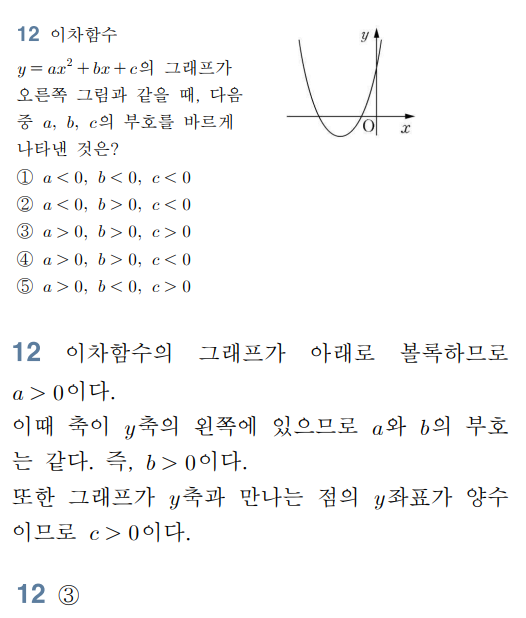 12 이차함수
y = ax² + bx + c의 그래프가
오른쪽 그림과 같을 때, 다음
중 a, b, c의 부호를 바르게
나타낸 것은?
① a < 0, b < 0, c < 0
② a < 0, b > 0, c < 0
③ a > 0, b > 0, c > 0
④ a > 0, b > 0, c < 0
⑤ a > 0, b < 0, c > 0
y
O
x
12 이차함수의 그래프가 아래로 볼록하므로
a > 0이다.
이때 축이 y축의 왼쪽에 있으므로 a와 b의 부호
는 같다. 즉, b > 0이다.
또한 그래프가 y축과 만나는 점의 y좌표가 양수
이므로 c > 0이다.
12 ③